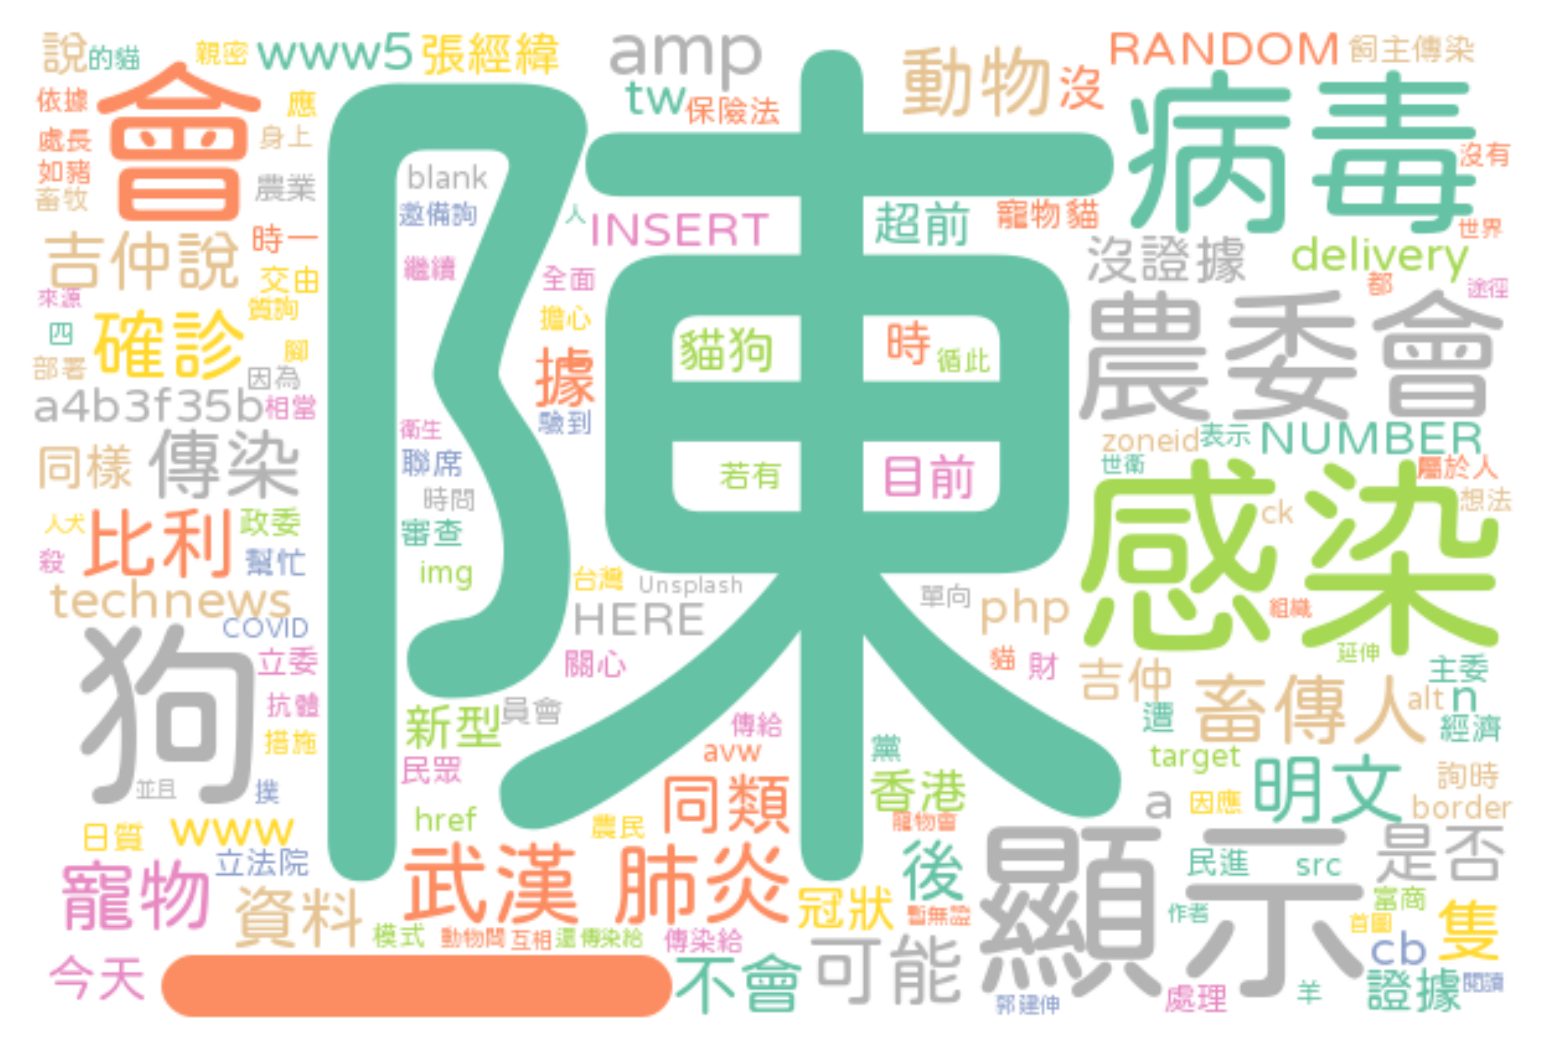 說
的貓
親密
www5
張經緯
amp
tw
保險法
動物
沒
RANDOM
飼主傳染
依據
處長
如豬
畜牧
會
應
身上
農業
陳
blank
邀備詢
人
INSERT
超前
寵物貓
病毒
沒有
世界
吉仲說
時一
交由
質詢
來源
四
部署
確診
腳
因為
繼續
全面
擔心
據
驗到
貓狗
時
循此
沒證據
delivery
都
途徑
農委會
a4b3f35b
相當
同樣
傳染
衛生
聯席
時間
審查
img
若有
目前
zoneid
表示
NUMBER
世衛
屬於人
想法
ck
感染
人犬
殺
比利
政委
幫忙
technews
COVID
台灣
Unsplash
HERE
關心
單向
php
組織
延伸
貓
財
狗
立委
抗體
措施
並且
撲
新型
員會
民眾
href
傳給
avw
同類
農民
黨
香港
寵物會
吉仲
遭
畜傳人
主委
alt
n
經濟
target
明文
詢時
a
因應
border
日質
www
立法院
寵物
資料
武漢
肺炎
冠狀
後
暫無證
顯示
民進
src
是否
作者
富商
首圖
隻
cb
模式
動物間
互相
還傳染給
傳染給
今天
一
不會
可能
郭建伸
處理
羊
證據
閱讀